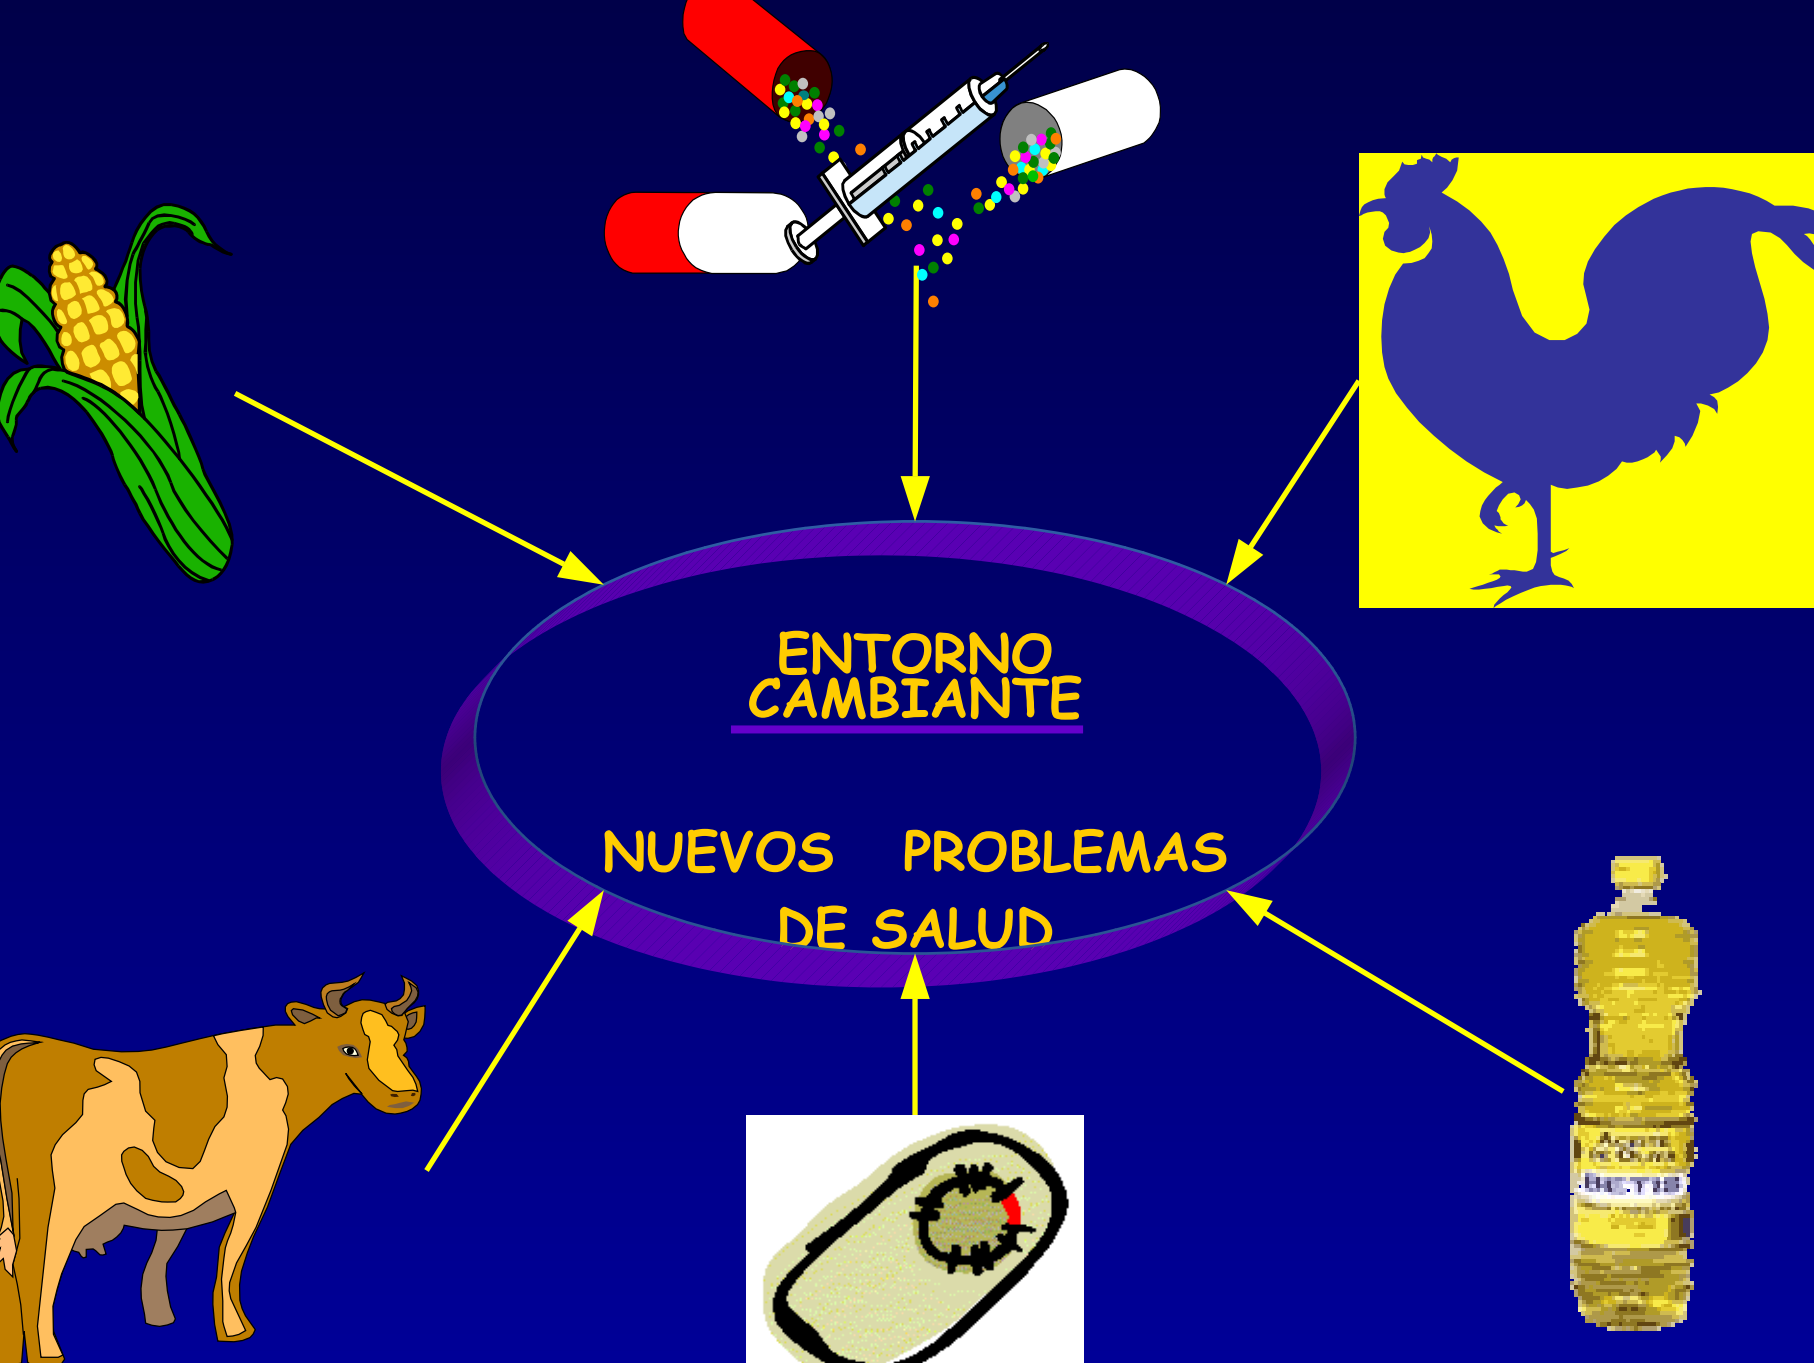 ENTORNO
CAMBIANTE
NUEVOS PROBLEMAS
DE SALUD
BETIS